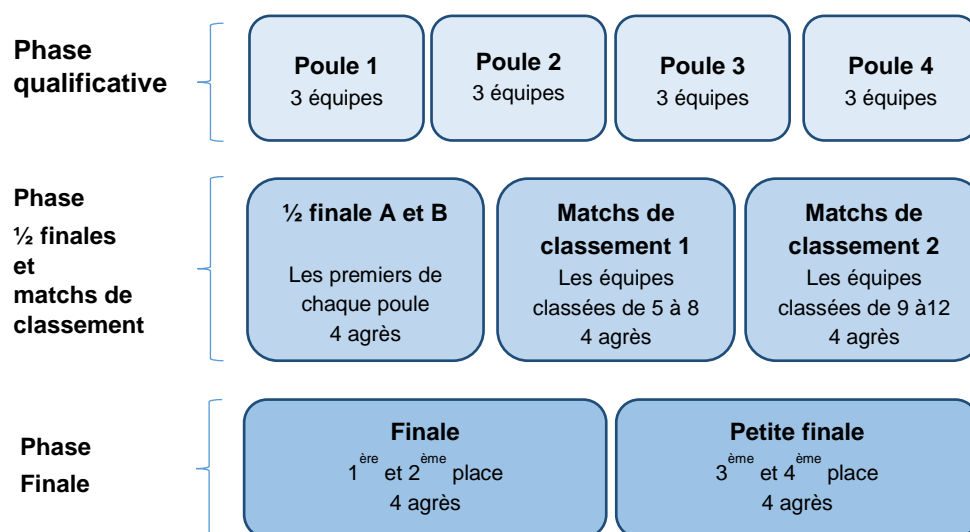 Phase
qualificative
Poule 1
3 équipes
Poule 2
3 équipes
Poule 3
3 équipes
Poule 4
3 équipes
Phase
½ finales
et
matchs de
classement
½ finale A et B
Les premiers de
chaque poule
4 agrès
Matchs de
classement 1
Les équipes
classées de 5 à 8
4 agrès
Matchs de
classement 2
Les équipes
classées de 9 à12
4 agrès
Phase
Finale
Finale
1ère et 2ème place
4 agrès
Petite finale
3ème et 4ème place
4 agrès